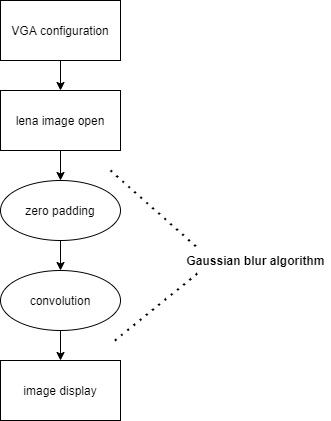 VGA configuration
lena image open
zero padding
Gaussian blur algorithm
convolution
image display